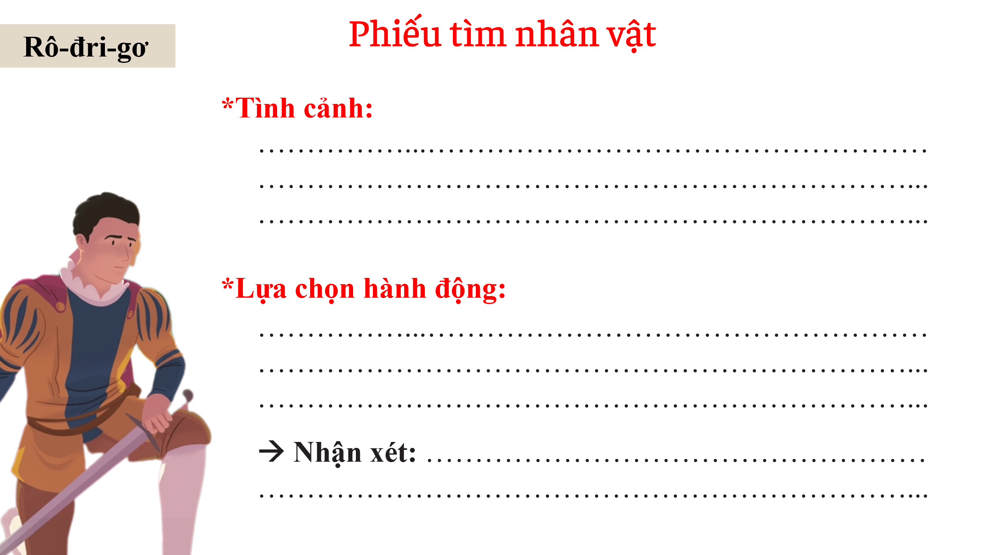 Phiếu tìm nhân vật
Rô-đri-gơ
*Tình cảnh:
……………...…………………………………………
……………………………………………………...
……………………………………………………...
*Lựa chọn hành động:
……………...…………………………………………
……………………………………………………...
……………………………………………………...
→ Nhận xét: ………………………………………
……………………………………………………...